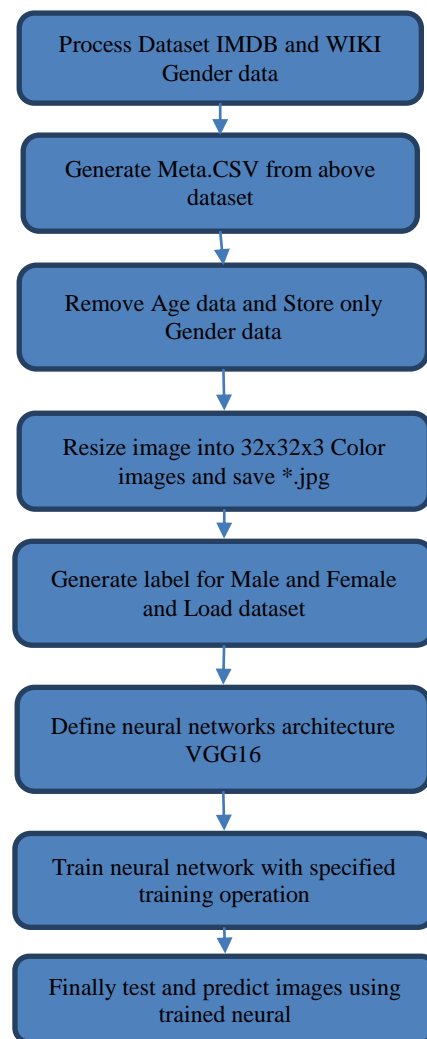 Process Dataset IMDB and WIKI
Gender data
Generate Meta.CSV from above
dataset
Remove Age data and Store only
Gender data
Resize image into 32x32x3 Color
images and save *.jpg
Generate label for Male and Female
and Load dataset
Define neural networks architecture
VGG16
Train neural network with specified
training operation
Finally test and predict images using
trained neural